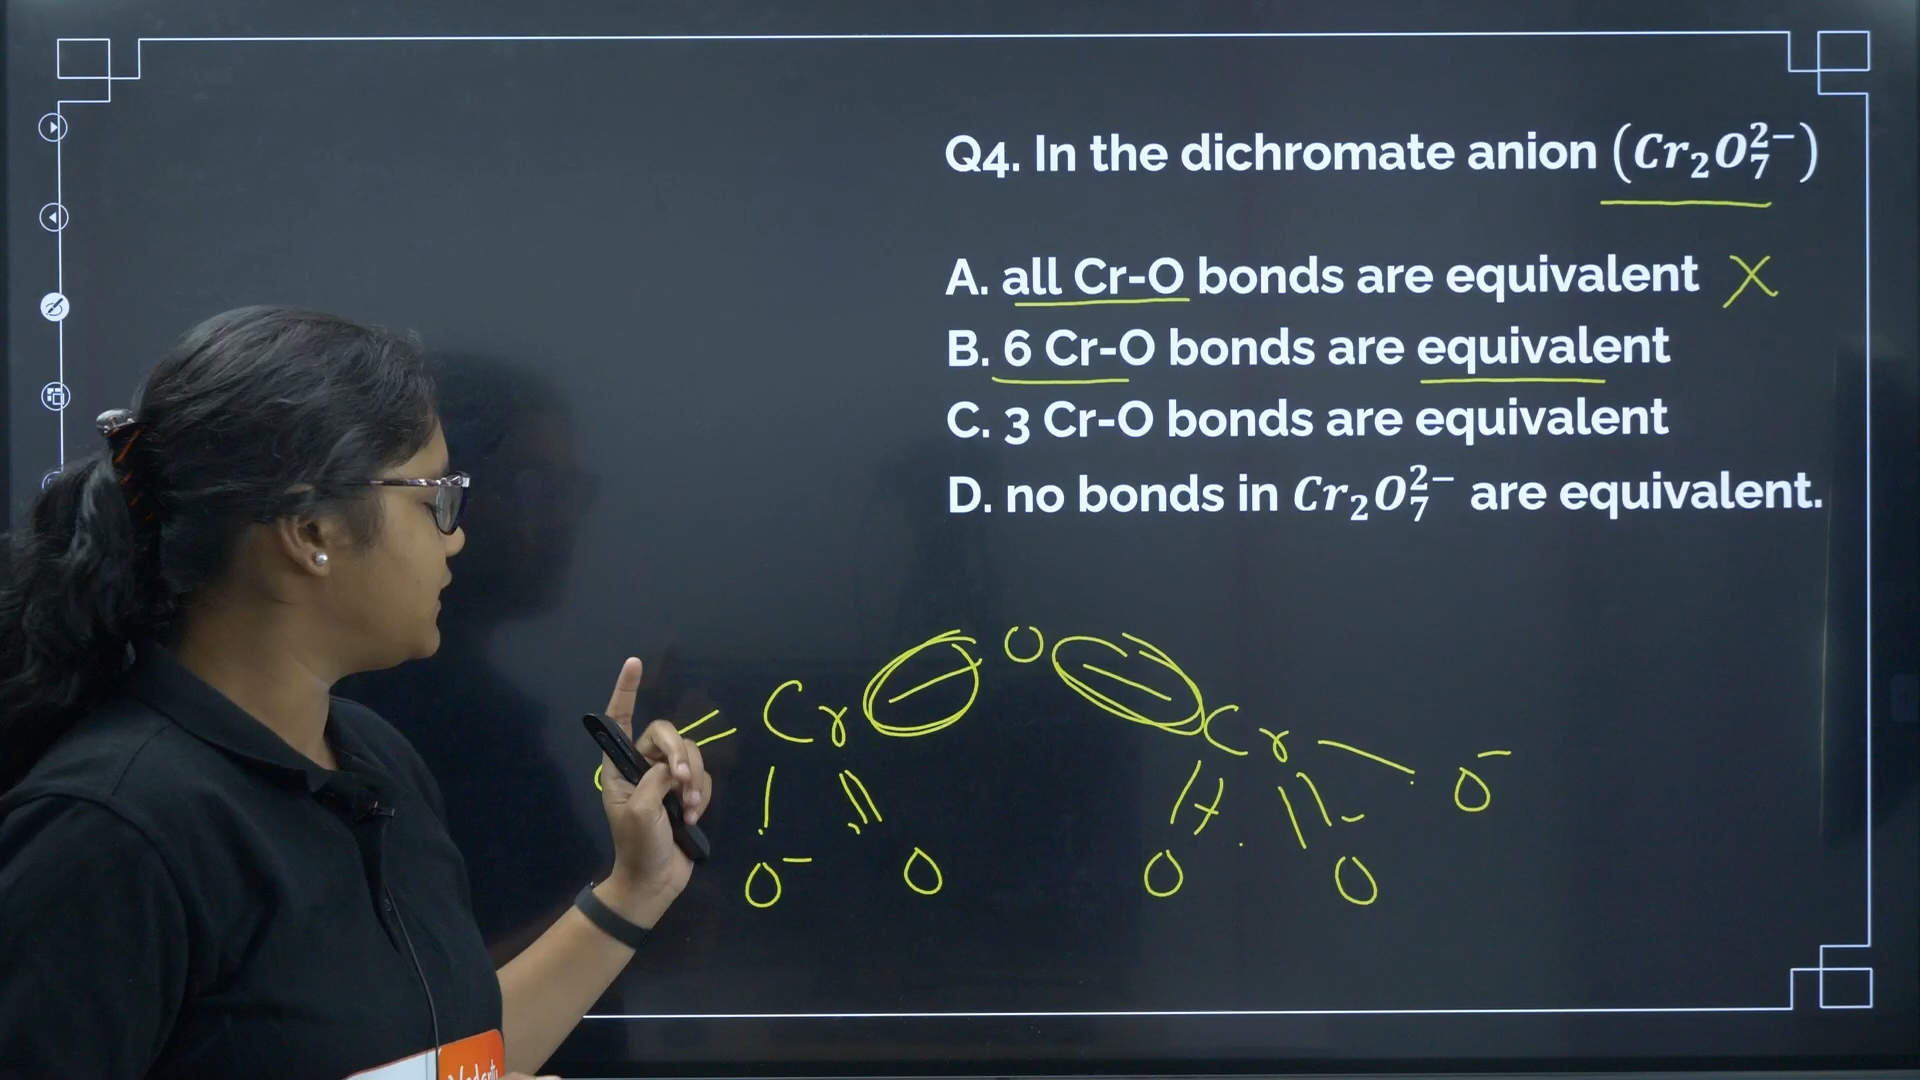 Q4. In the dichromate anion (Cr₂O₇²⁻)
A. all Cr-O bonds are equivalent X
B. 6 Cr-O bonds are equivalent
C. 3 Cr-O bonds are equivalent
D. no bonds in Cr₂O₇²⁻ are equivalent.
O
= Cr Cr
O⁻
O⁻ O O O